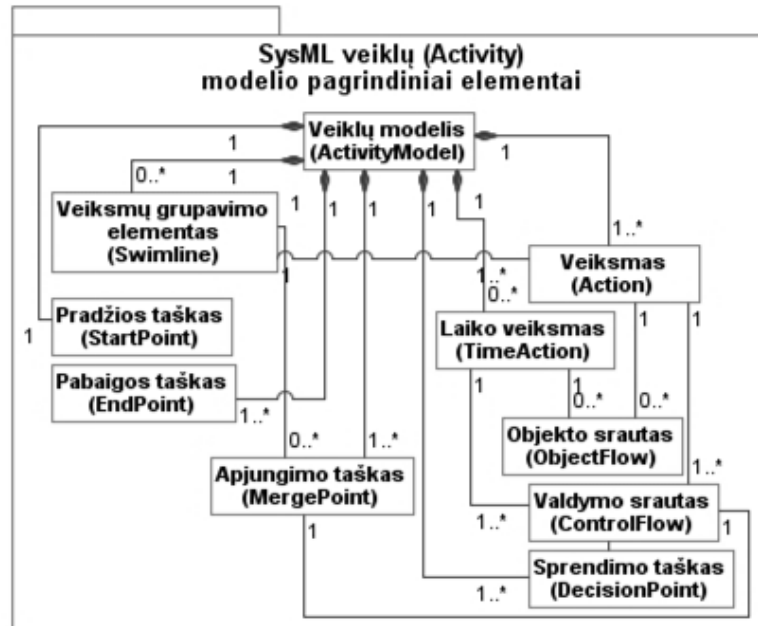 SysML veiklų (Activity)
modelio pagrindiniai elementai
Veiklų modelis
(ActivityModel)
1
1
1
0..*
1
1
1
1
1
Veiksmų grupavimo
elementas
(Swimline)
1
1..*
1..*
0..*
Veiksmas
(Action)
Pradžios taškas
(StartPoint)
1
Laiko veiksmas
(TimeAction)
1
1
Pabaigos taškas
(EndPoint)
1..*
1
1
0..*
0..*
0..*
1..*
Objekto srautas
(ObjectFlow)
Apjungimo taškas
(MergePoint)
1..*
Valdymo srautas
(ControlFlow)
1
1..*
1
Sprendimo taškas
(DecisionPoint)
1..*